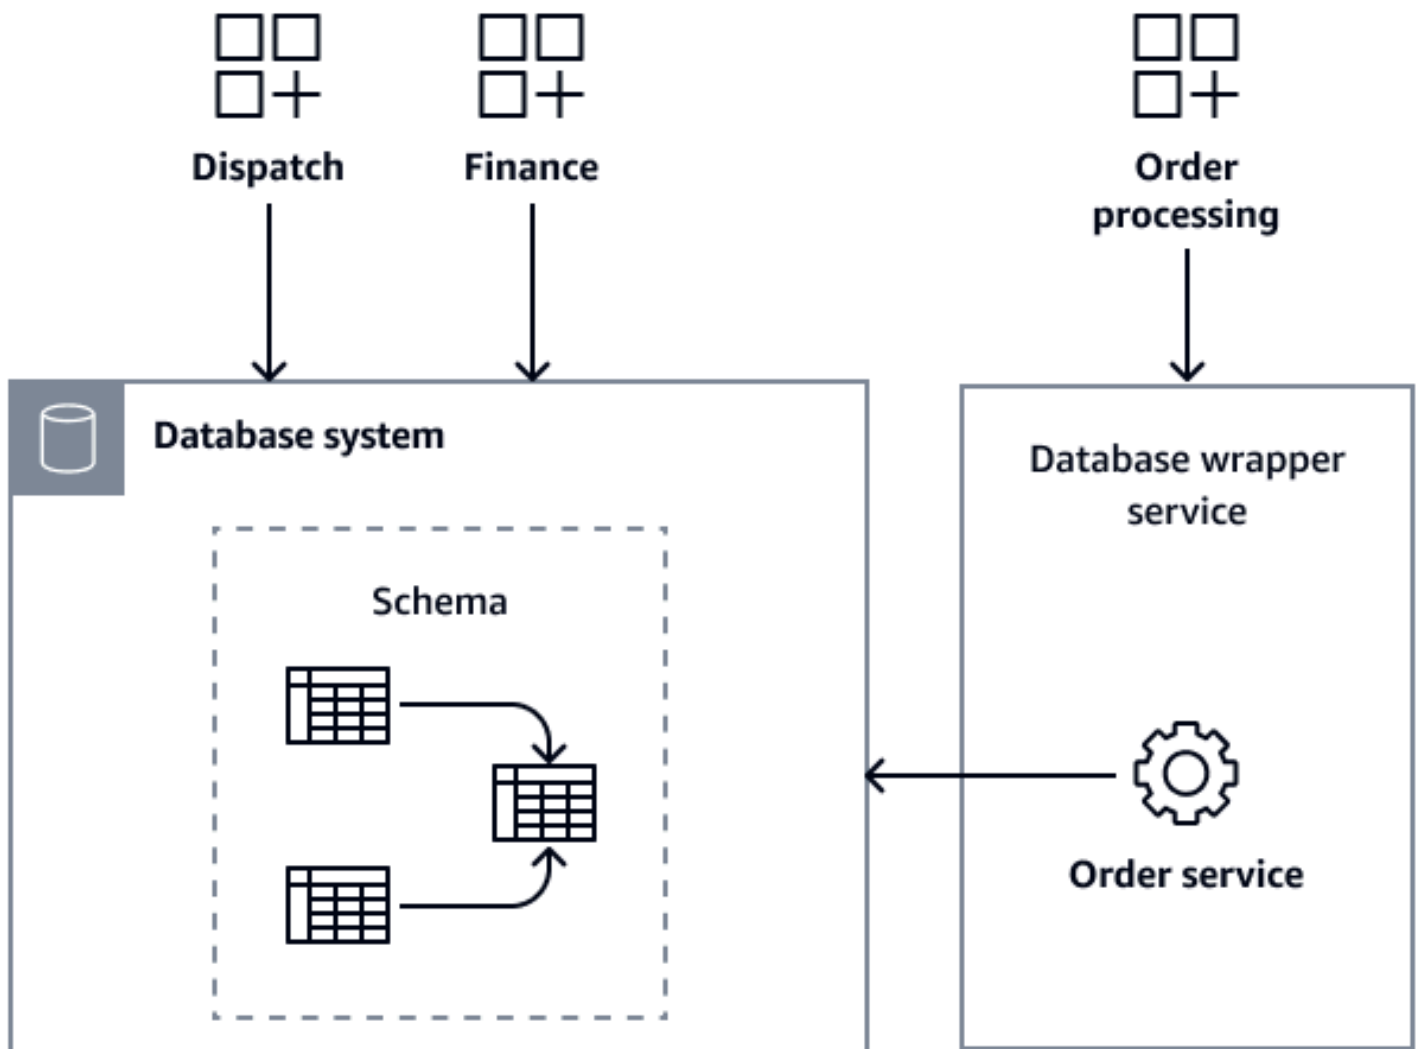 Dispatch
Finance
Order
processing
Database system
Database wrapper
service
Schema
Order service